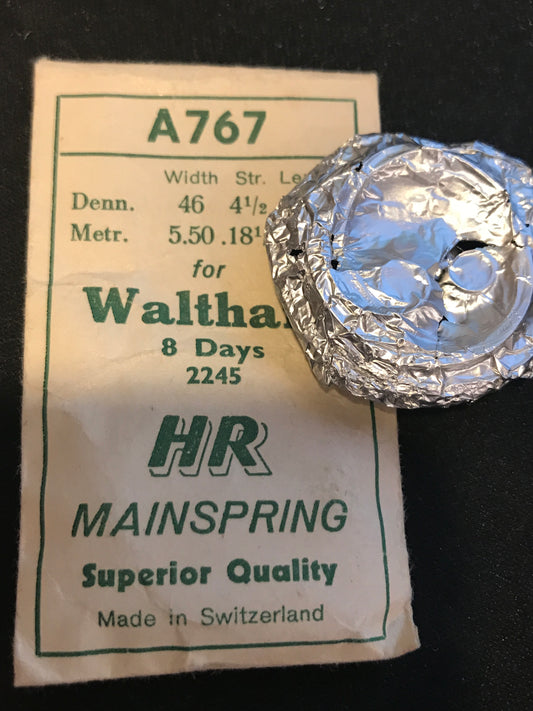 A767
Width Str. Le
Denn. 46 4½
Metr. 5.50 .18
for
Waltha
8 Days
2245
HR
MAINSPRING
Superior Quality
Made in Switzerland